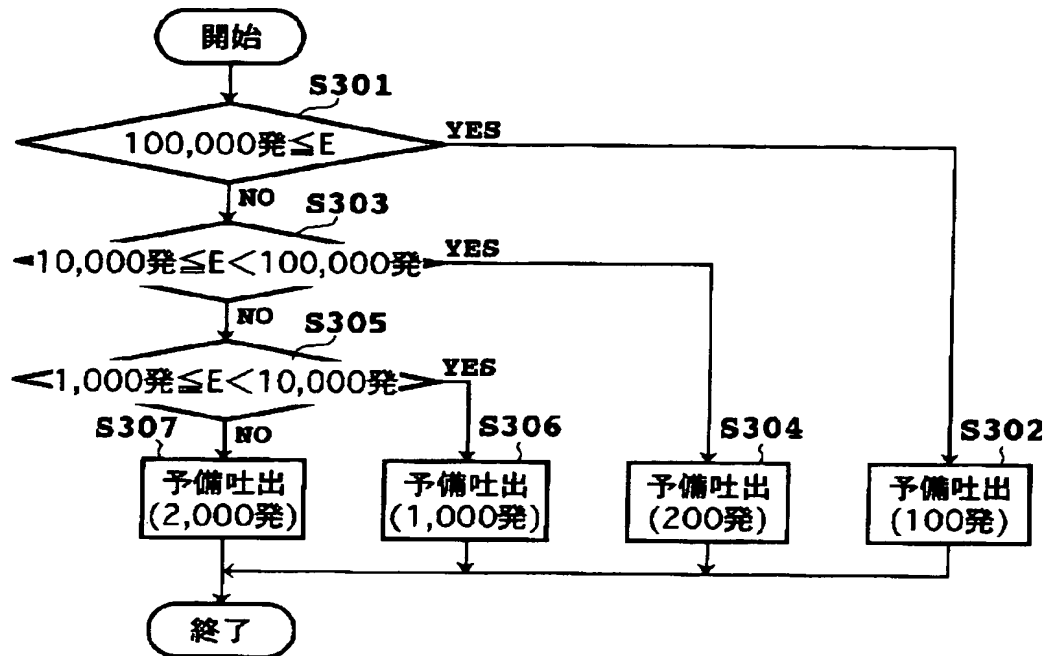 開始
S301
100,000発≦E
YES
NO
S303
10,000発≦E＜100,000発
YES
NO
S305
1,000発≦E＜10,000発
YES
S307
NO
S306
S304
S302
予備吐出
(2,000発)
予備吐出
(1,000発)
予備吐出
(200発)
予備吐出
(100発)
終了